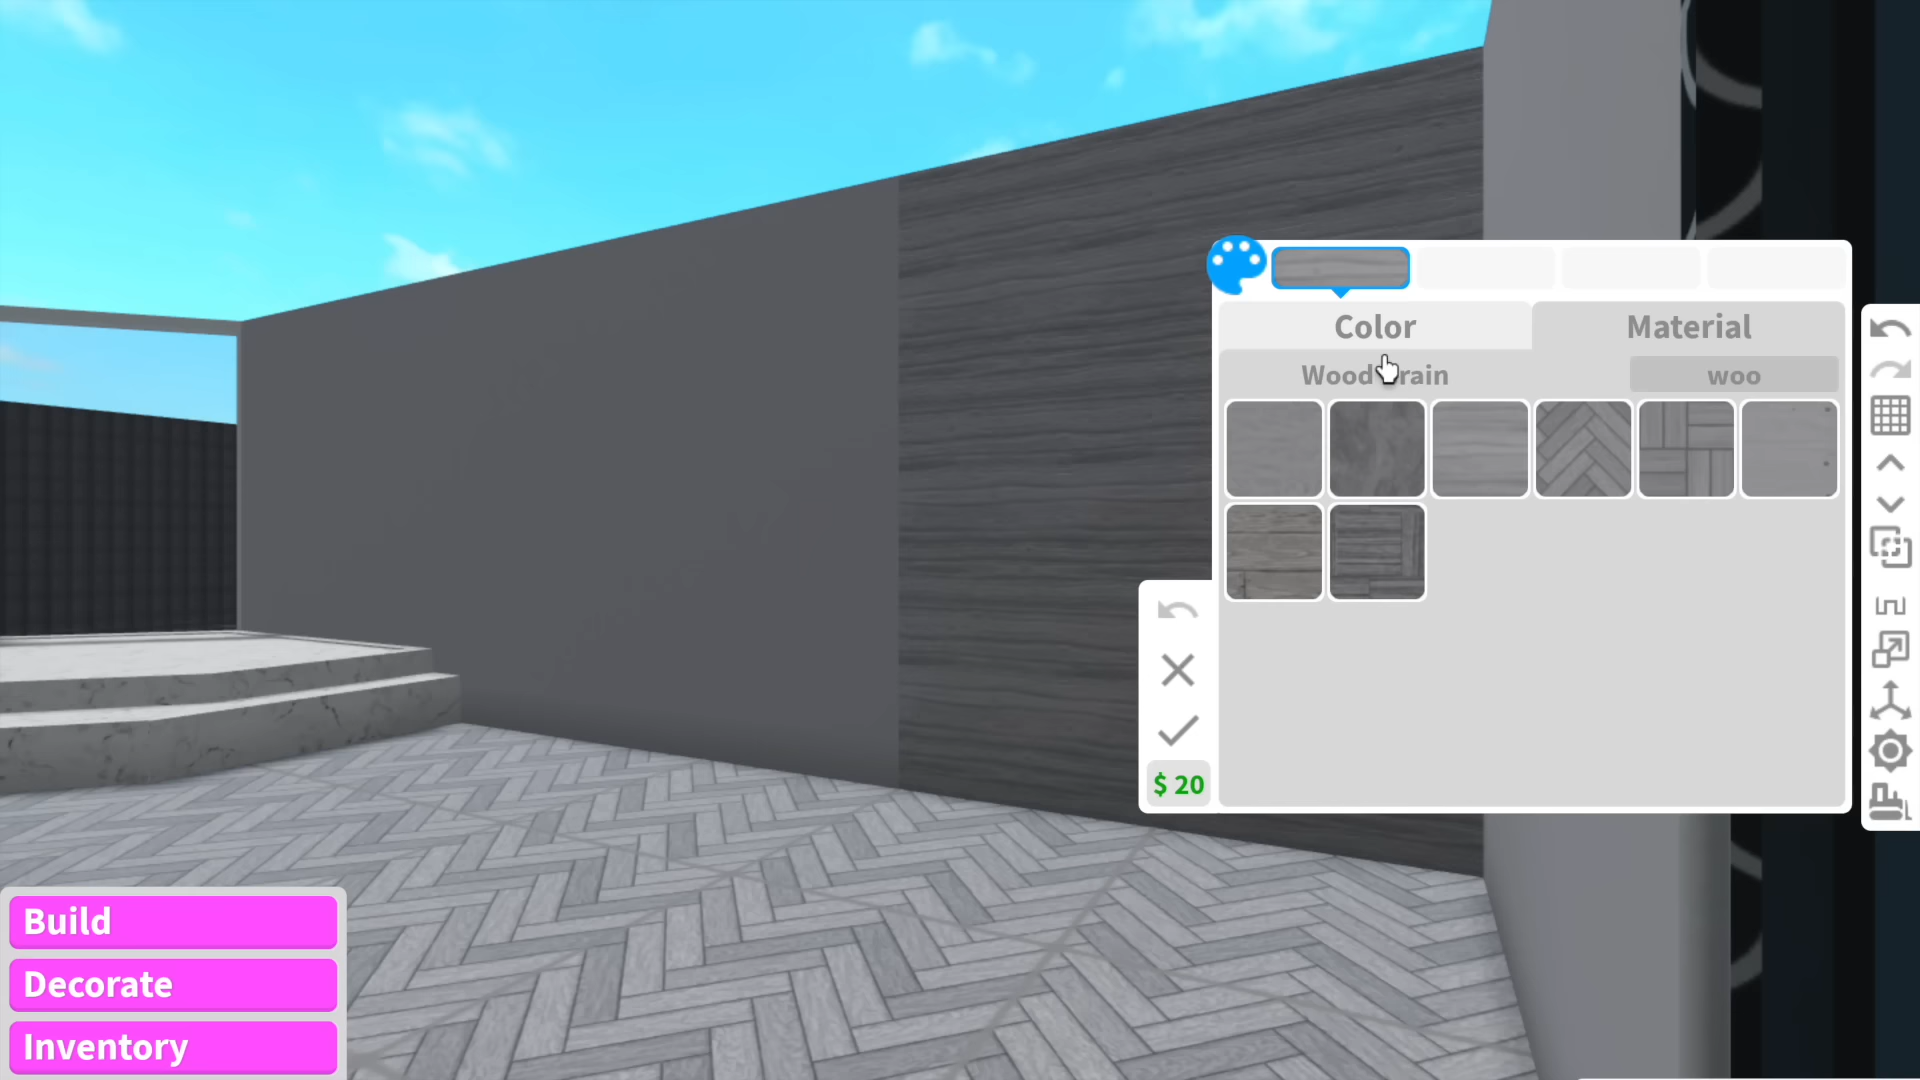 Color
Material
Wood Grain
woo
$ 20
Build
Decorate
Inventory